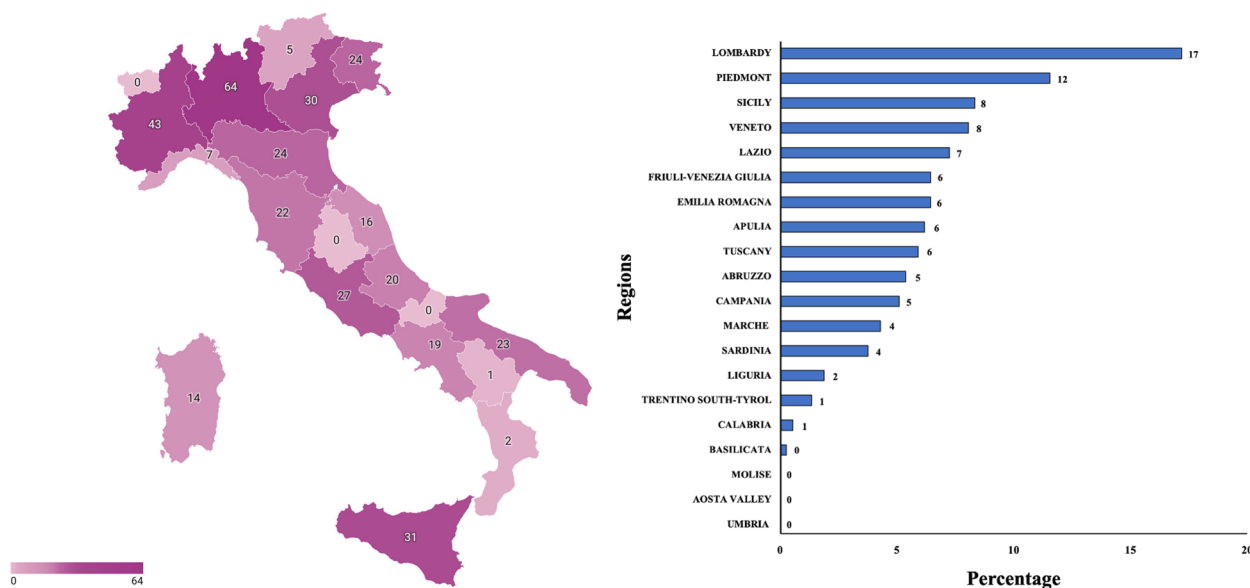 5
24
0
64
30
43
24
7
22
16
0
20
27
0
19
23
1
14
2
31
0
64
Regions
LOMBARDY 17
PIEDMONT 12
SICILY 8
VENETO 8
LAZIO 7
FRIULI-VENEZIA GIULIA 6
EMILIA ROMAGNA 6
APULIA 6
TUSCANY 6
ABRUZZO 5
CAMPANIA 5
MARCHE 4
SARDINIA 4
LIGURIA 2
TRENTINO SOUTH-TYROL 1
CALABRIA 1
BASILICATA 0
MOLISE 0
AOSTA VALLEY 0
UMBRIA 0
0 5 10 15 20
Percentage